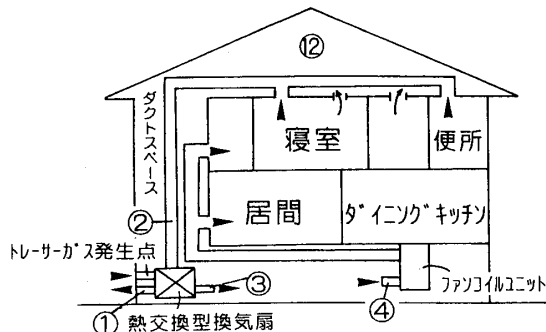 ⑫
ダクトスペース
寝室
便所
②
居間
ダイニングキッチン
トレーサーガス発生点
③
④
ファンコイルユニット
①
熱交換型換気扇